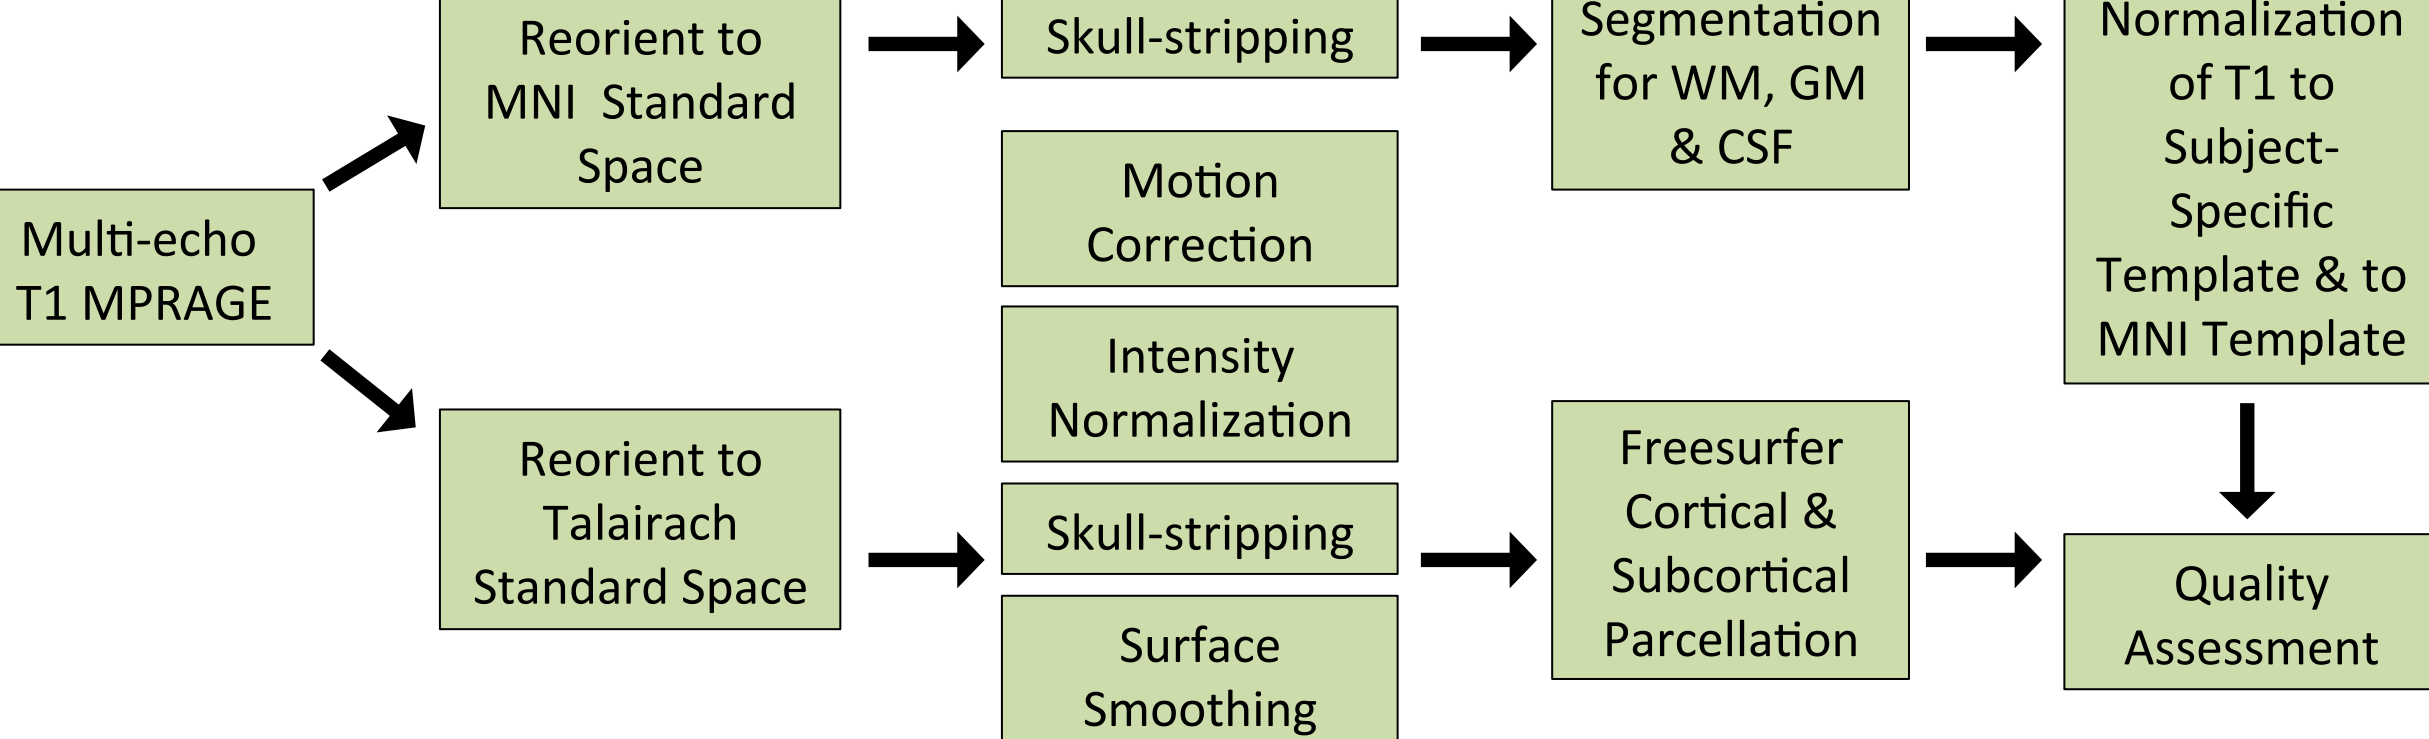 Multi-echo
T1 MPRAGE
Reorient to
MNI Standard
Space
Skull-stripping
Segmentation
for WM, GM
& CSF
Normalization
of T1 to
Subject-
Specific
Template & to
MNI Template
Reorient to
Talairach
Standard Space
Motion
Correction
Intensity
Normalization
Skull-stripping
Surface
Smoothing
Freesurfer
Cortical &
Subcortical
Parcellation
Quality
Assessment